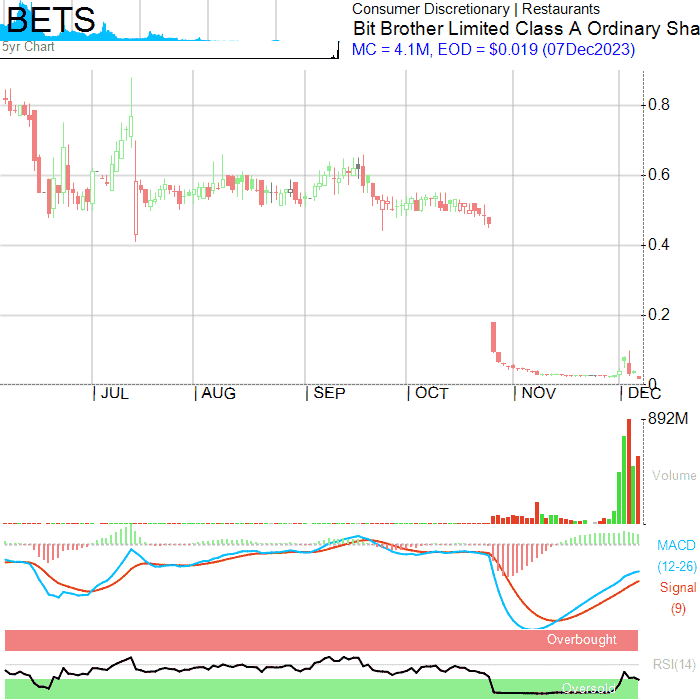 BETS
5yr Chart
Consumer Discretionary | Restaurants
Bit Brother Limited Class A Ordinary Sha
MC = 4.1M, EOD = $0.019 (07Dec2023)
0.8
0.6
0.4
0.2
0
JUL AUG SEP OCT NOV DEC
892M
Volume
MACD
(12-26)
Signal
(9)
Overbought
RSI(14)
Oversold